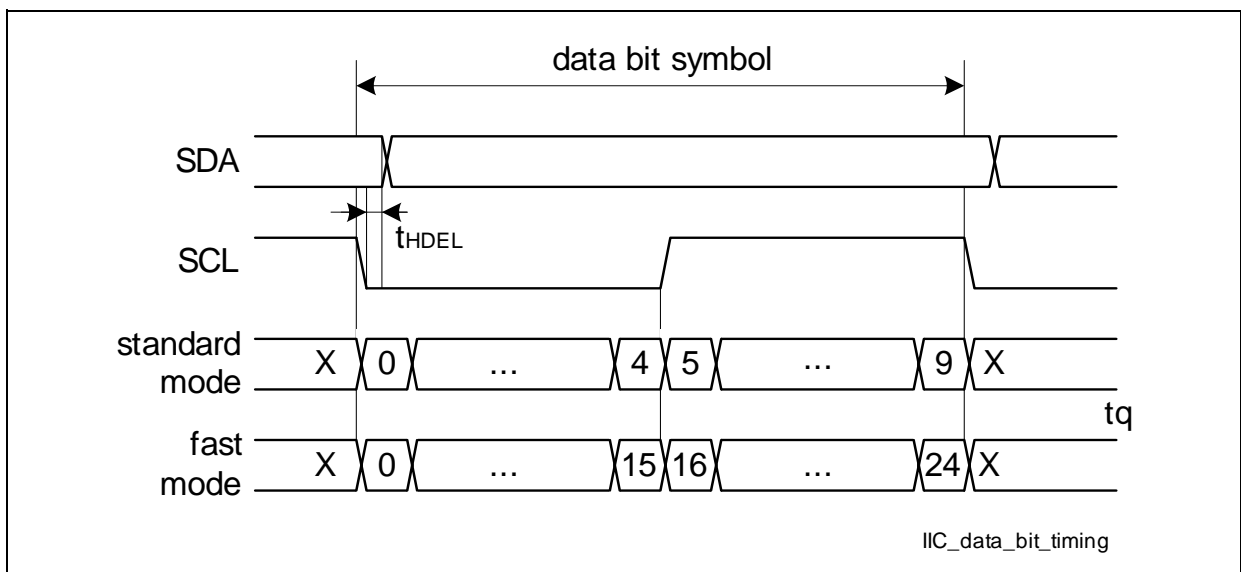 data bit symbol
SDA
tHDEL
SCL
standard mode
X 0 ... 4 5 ... 9 X
tq
fast mode
X 0 ... 15 16 ... 24 X
IIC_data_bit_timing